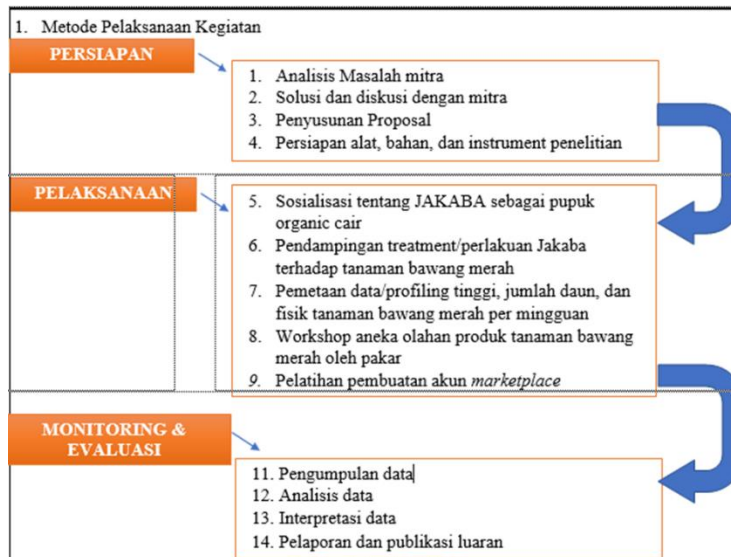 1. Metode Pelaksanaan Kegiatan
PERSIAPAN
1. Analisis Masalah mitra
2. Solusi dan diskusi dengan mitra
3. Penyusunan Proposal
4. Persiapan alat, bahan, dan instrument penelitian
PELAKSANAAN
5. Sosialisasi tentang JAKABA sebagai pupuk
organic cair
6. Pendampingan treatment/perlakuan Jakaba
terhadap tanaman bawang merah
7. Pemetaan data/profiling tinggi, jumlah daun, dan
fisik tanaman bawang merah per mingguan
8. Workshop aneka olahan produk tanaman bawang
merah oleh pakar
9. Pelatihan pembuatan akun marketplace
MONITORING &
EVALUASI
11. Pengumpulan data
12. Analisis data
13. Interpretasi data
14. Pelaporan dan publikasi luaran